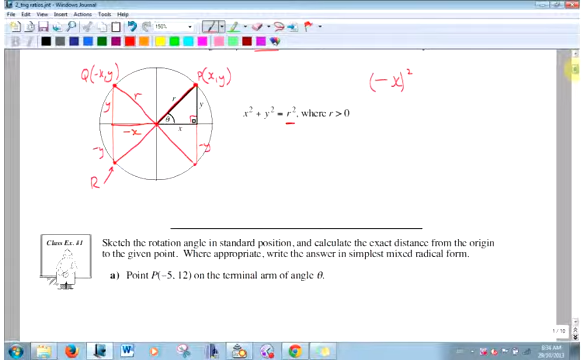 2_trig ratios.jnt - Windows Journal
File Edit View Insert Actions Tools Help
150%
B I
Q(-x,y)
P(x,y)
(-x)²
r
r
y
y
θ
x
-x
-y
-y
R
x² + y² = r², where r > 0
Class Ex. #1
Sketch the rotation angle in standard position, and calculate the exact distance from the origin
to the given point. Where appropriate, write the answer in simplest mixed radical form.
a) Point P(−5, 12) on the terminal arm of angle θ.
1 / 10
8:36 AM